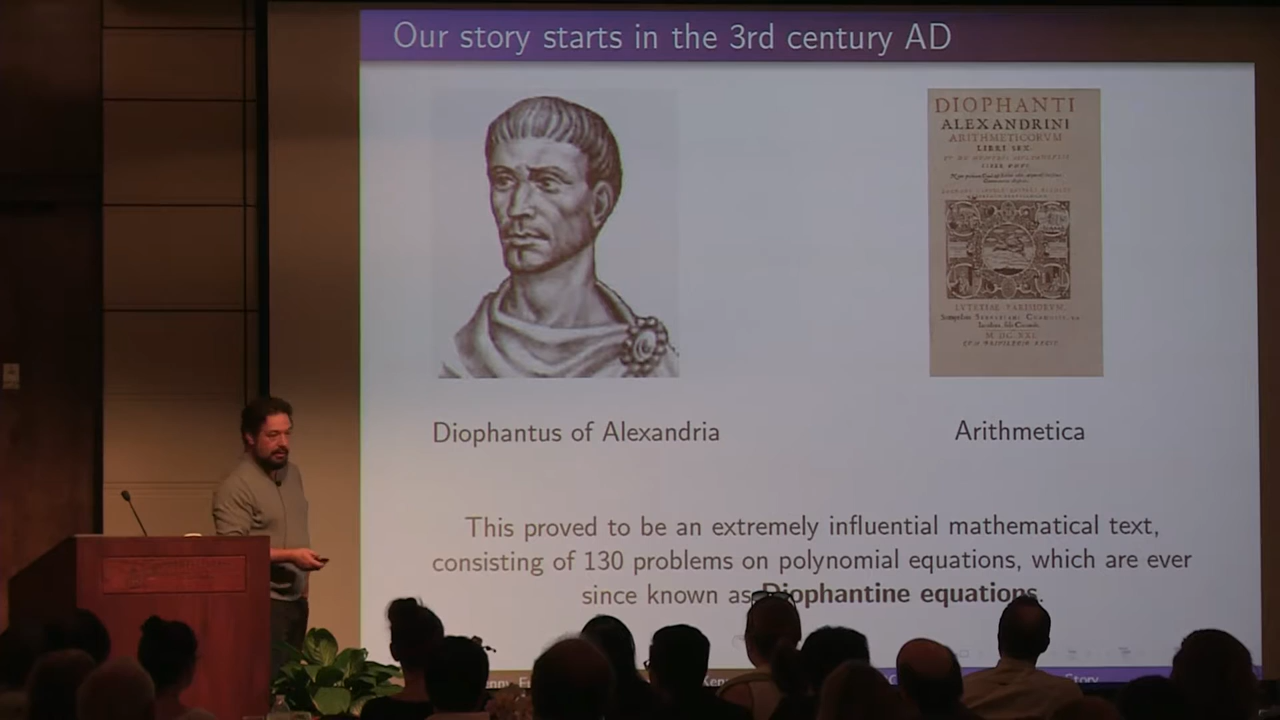 Our story starts in the 3rd century AD
DIOPHANTI
ALEXANDRINI
ARITHMETICORVM
LIBRI SEX.
Diophantus of Alexandria
Arithmetica
This proved to be an extremely influential mathematical text,
consisting of 130 problems on polynomial equations, which are ever
since known as Diophantine equations.
Story